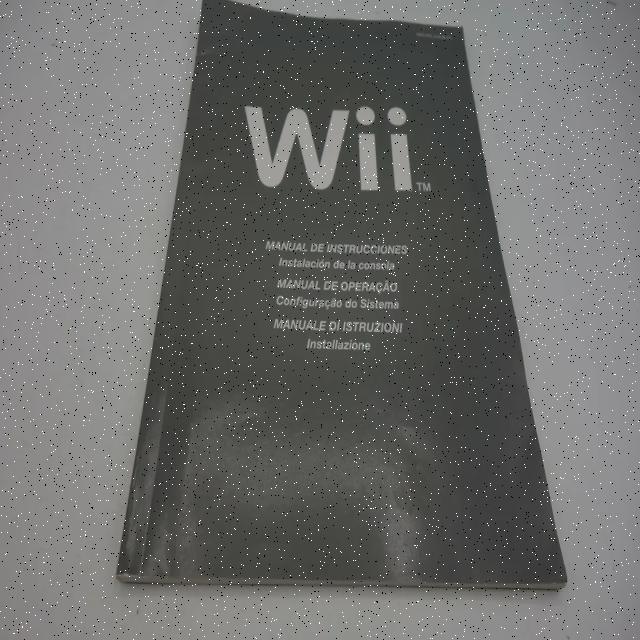 Wii™
MANUAL DE INSTRUCCIONES
Instalación de la consola
MANUAL DE OPERAÇÃO
Configuração do Sistema
MANUALE DI ISTRUZIONI
Installazione